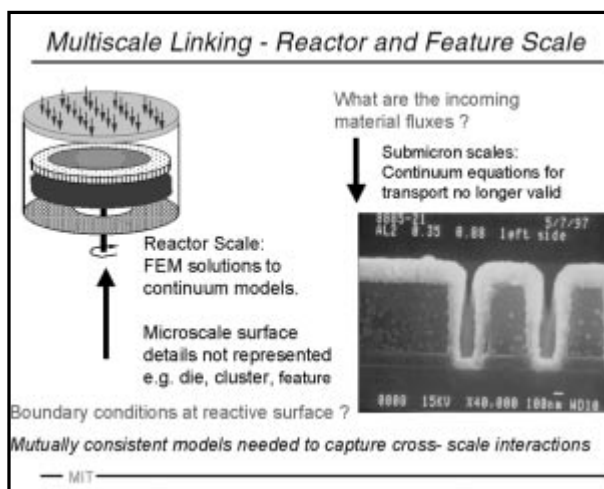 Multiscale Linking - Reactor and Feature Scale
What are the incoming
material fluxes ?
Submicron scales:
Continuum equations for
transport no longer valid
5/7/97
AL2 0.35 0.88 left side
Reactor Scale:
FEM solutions to
continuum models.
Microscale surface
details not represented
e.g. die, cluster, feature
15KV X40,000 100nm WD10
Boundary conditions at reactive surface ?
Mutually consistent models needed to capture cross- scale interactions
MIT